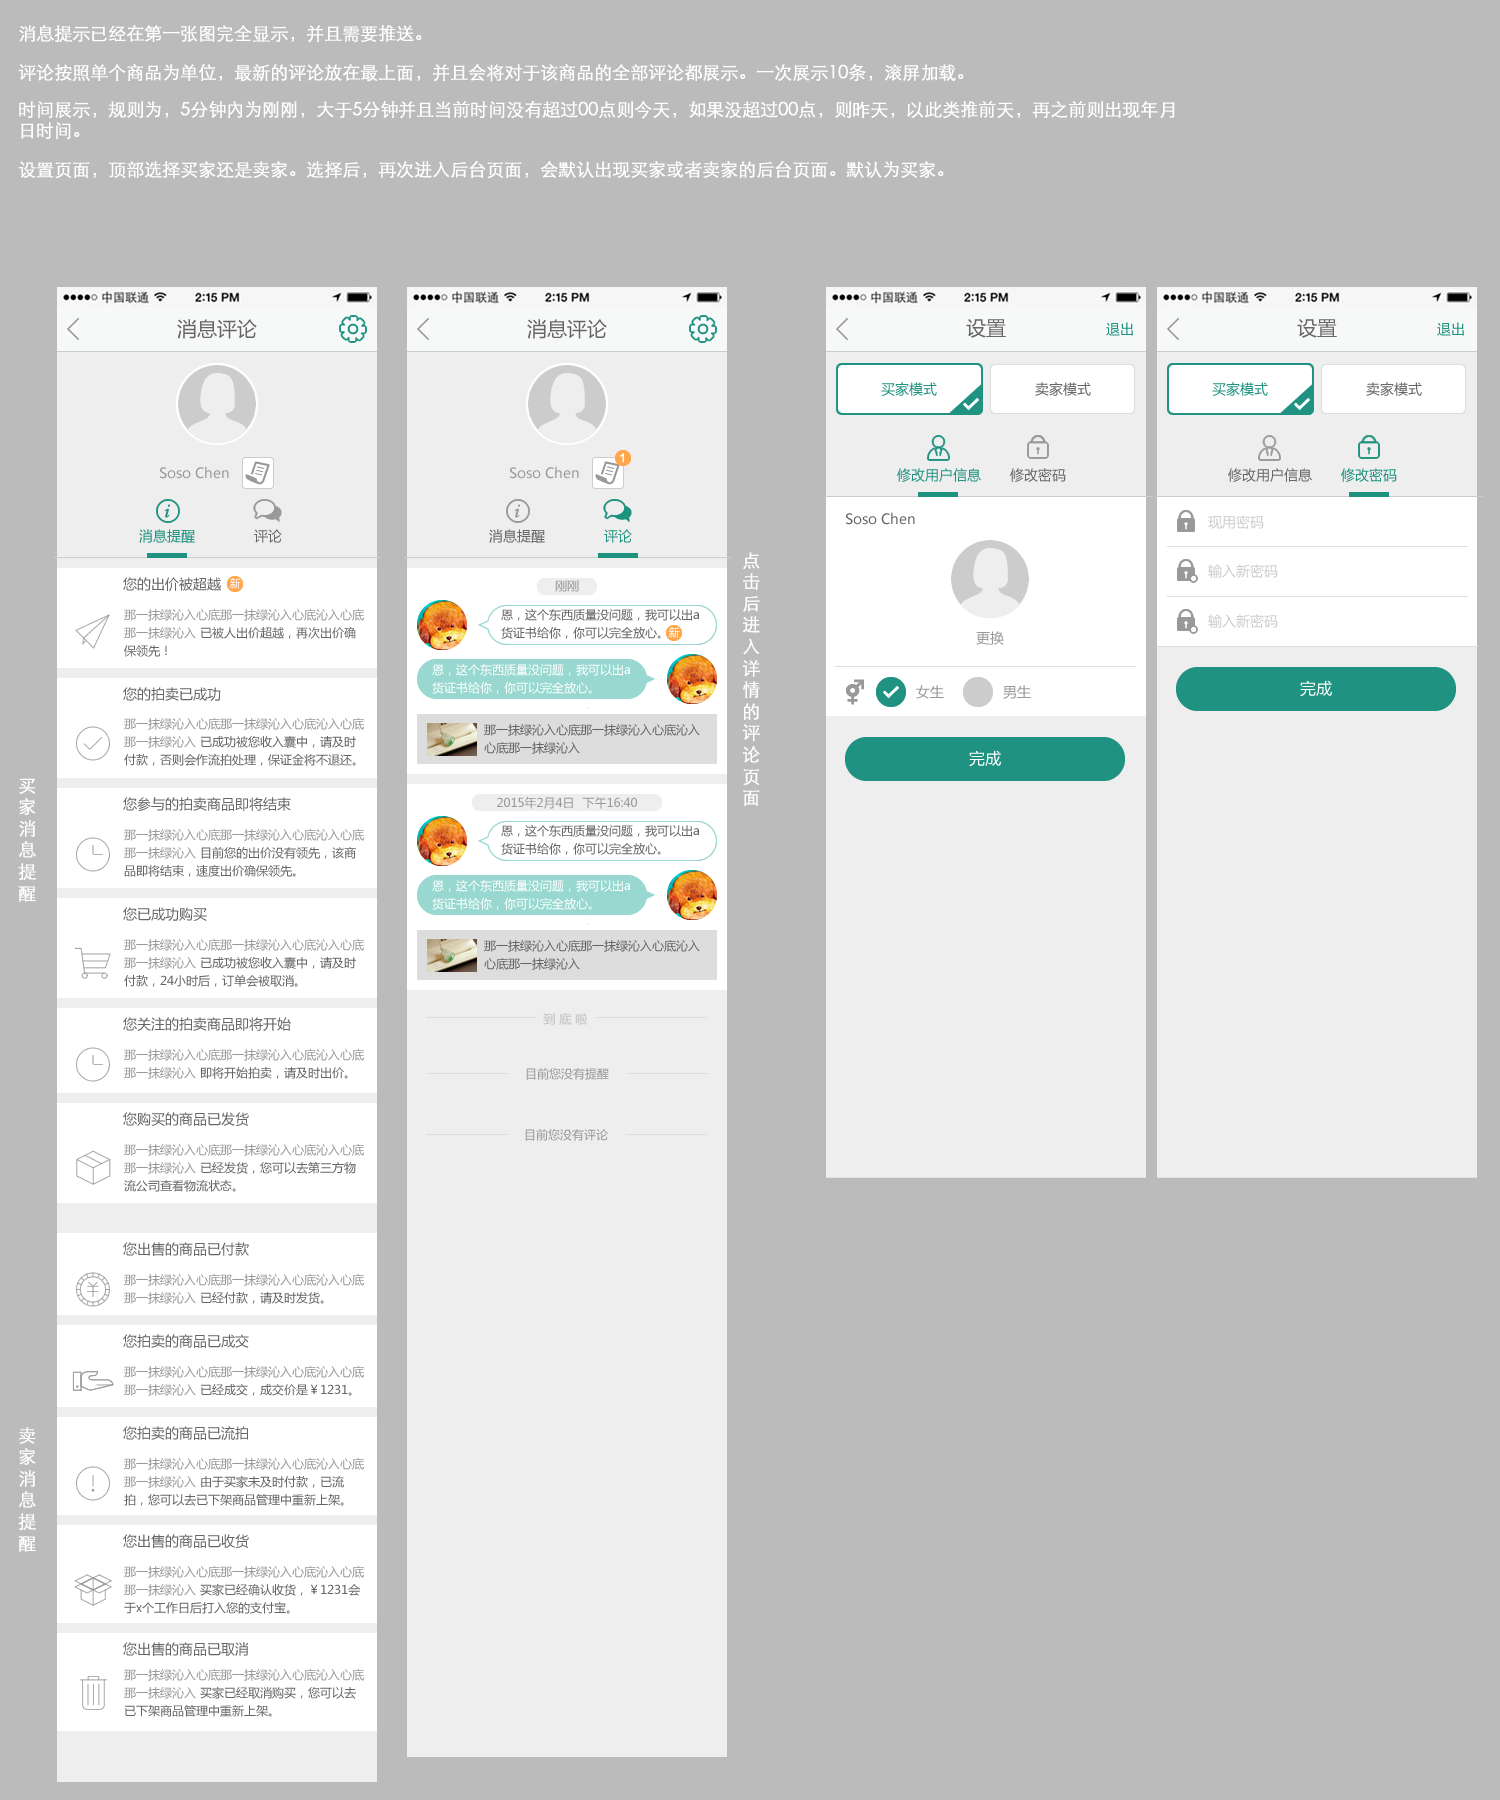 消息提示已经在第一张图完全显示，并且需要推送。
评论按照单个商品为单位，最新的评论放在最上面，并且会将对于该商品的全部评论都展示。一次展示10条，滚屏加载。
时间展示，规则为，5分钟内为刚刚，大于5分钟并且当前时间没有超过00点则今天，如果没超过00点，则昨天，以此类推前天，再之前则出现年月
日时间。
设置页面，顶部选择买家还是卖家。选择后，再次进入后台页面，会默认出现买家或者卖家的后台页面。默认为买家。
买家消息提醒
卖家消息提醒
中国联通
2:15 PM
消息评论
Soso Chen
消息提醒
评论
您的出价被超越 新
那一抹绿沁入心底那一抹绿沁入心底沁入心底
那一抹绿沁入 已被人出价超越，再次出价确
保领先！
您的拍卖已成功
那一抹绿沁入心底那一抹绿沁入心底沁入心底
那一抹绿沁入 已成功被您收入囊中，请及时
付款，否则会作流拍处理，保证金将不退还。
您参与的拍卖商品即将结束
那一抹绿沁入心底那一抹绿沁入心底沁入心底
那一抹绿沁入 目前您的出价没有领先，该商
品即将结束，速度出价确保领先。
您已成功购买
那一抹绿沁入心底那一抹绿沁入心底沁入心底
那一抹绿沁入 已成功被您收入囊中，请及时
付款，24小时后，订单会被取消。
您关注的拍卖商品即将开始
那一抹绿沁入心底那一抹绿沁入心底沁入心底
那一抹绿沁入 即将开始拍卖，请及时出价。
您购买的商品已发货
那一抹绿沁入心底那一抹绿沁入心底沁入心底
那一抹绿沁入 已经发货，您可以去第三方物
流公司查看物流状态。
您出售的商品已付款
那一抹绿沁入心底那一抹绿沁入心底沁入心底
那一抹绿沁入 已经付款，请及时发货。
您拍卖的商品已成交
那一抹绿沁入心底那一抹绿沁入心底沁入心底
那一抹绿沁入 已经成交，成交价是￥1231。
您拍卖的商品已流拍
那一抹绿沁入心底那一抹绿沁入心底沁入心底
那一抹绿沁入 由于买家未及时付款，已流
拍，您可以去已下架商品管理中重新上架。
您出售的商品已收货
那一抹绿沁入心底那一抹绿沁入心底沁入心底
那一抹绿沁入 买家已经确认收货，￥1231会
于x个工作日后打入您的支付宝。
您出售的商品已取消
那一抹绿沁入心底那一抹绿沁入心底沁入心底
那一抹绿沁入 买家已经取消购买，您可以去
已下架商品管理中重新上架。
中国联通
2:15 PM
消息评论
1
Soso Chen
消息提醒
评论
刚刚
恩，这个东西质量没问题，我可以出a
货证书给你，你可以完全放心。新
恩，这个东西质量没问题，我可以出a
货证书给你，你可以完全放心。
那一抹绿沁入心底那一抹绿沁入心底沁入
心底那一抹绿沁入
2015年2月4日 下午16:40
恩，这个东西质量没问题，我可以出a
货证书给你，你可以完全放心。
恩，这个东西质量没问题，我可以出a
货证书给你，你可以完全放心。
那一抹绿沁入心底那一抹绿沁入心底沁入
心底那一抹绿沁入
到底啦
目前您没有提醒
目前您没有评论
点击后进入详情的评论页面
中国联通
2:15 PM
设置
退出
买家模式
卖家模式
修改用户信息
修改密码
Soso Chen
更换
女生
男生
完成
中国联通
2:15 PM
设置
退出
买家模式
卖家模式
修改用户信息
修改密码
现用密码
输入新密码
输入新密码
完成